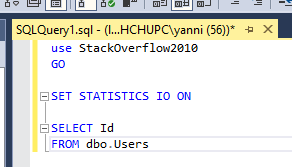 SQLQuery1.sql - (l...HCHUPC\yanni (56))*
use StackOverflow2010
GO
SET STATISTICS IO ON
SELECT Id
FROM dbo.Users